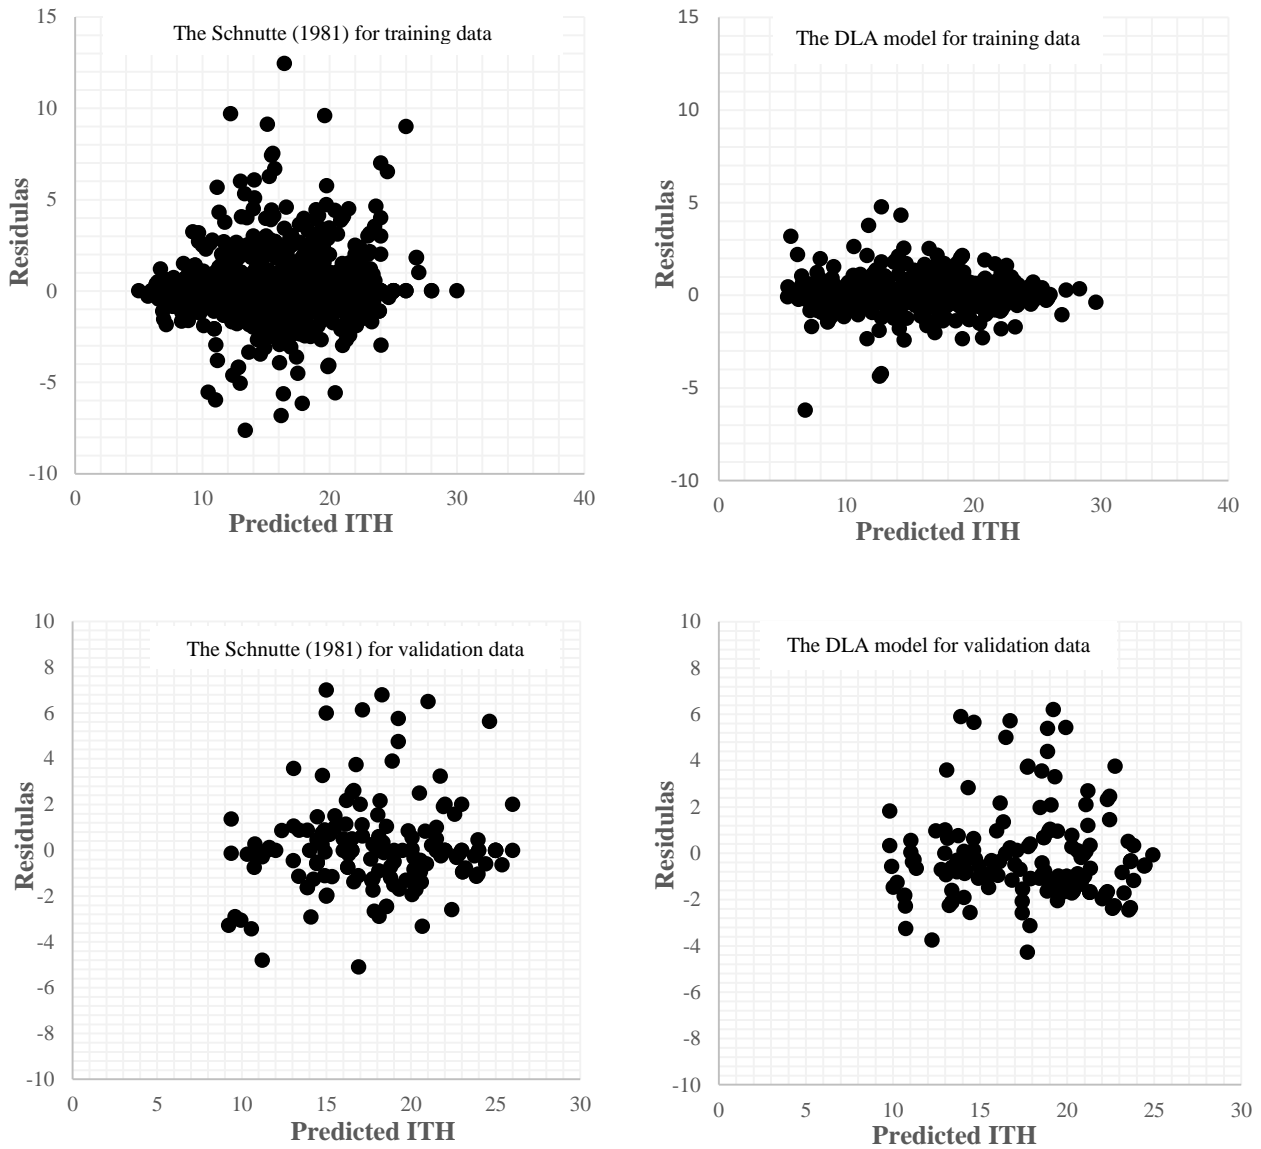 The Schnutte (1981) for training data
15
10
5
0
-5
-10
Residulas
0 10 20 30 40
Predicted ITH
The DLA model for training data
15
10
5
0
-5
-10
Residulas
0 10 20 30 40
Predicted ITH
The Schnutte (1981) for validation data
10
8
6
4
2
0
-2
-4
-6
-8
-10
Residulas
0 5 10 15 20 25 30
Predicted ITH
The DLA model for validation data
10
8
6
4
2
0
-2
-4
-6
-8
-10
Residulas
0 5 10 15 20 25 30
Predicted ITH